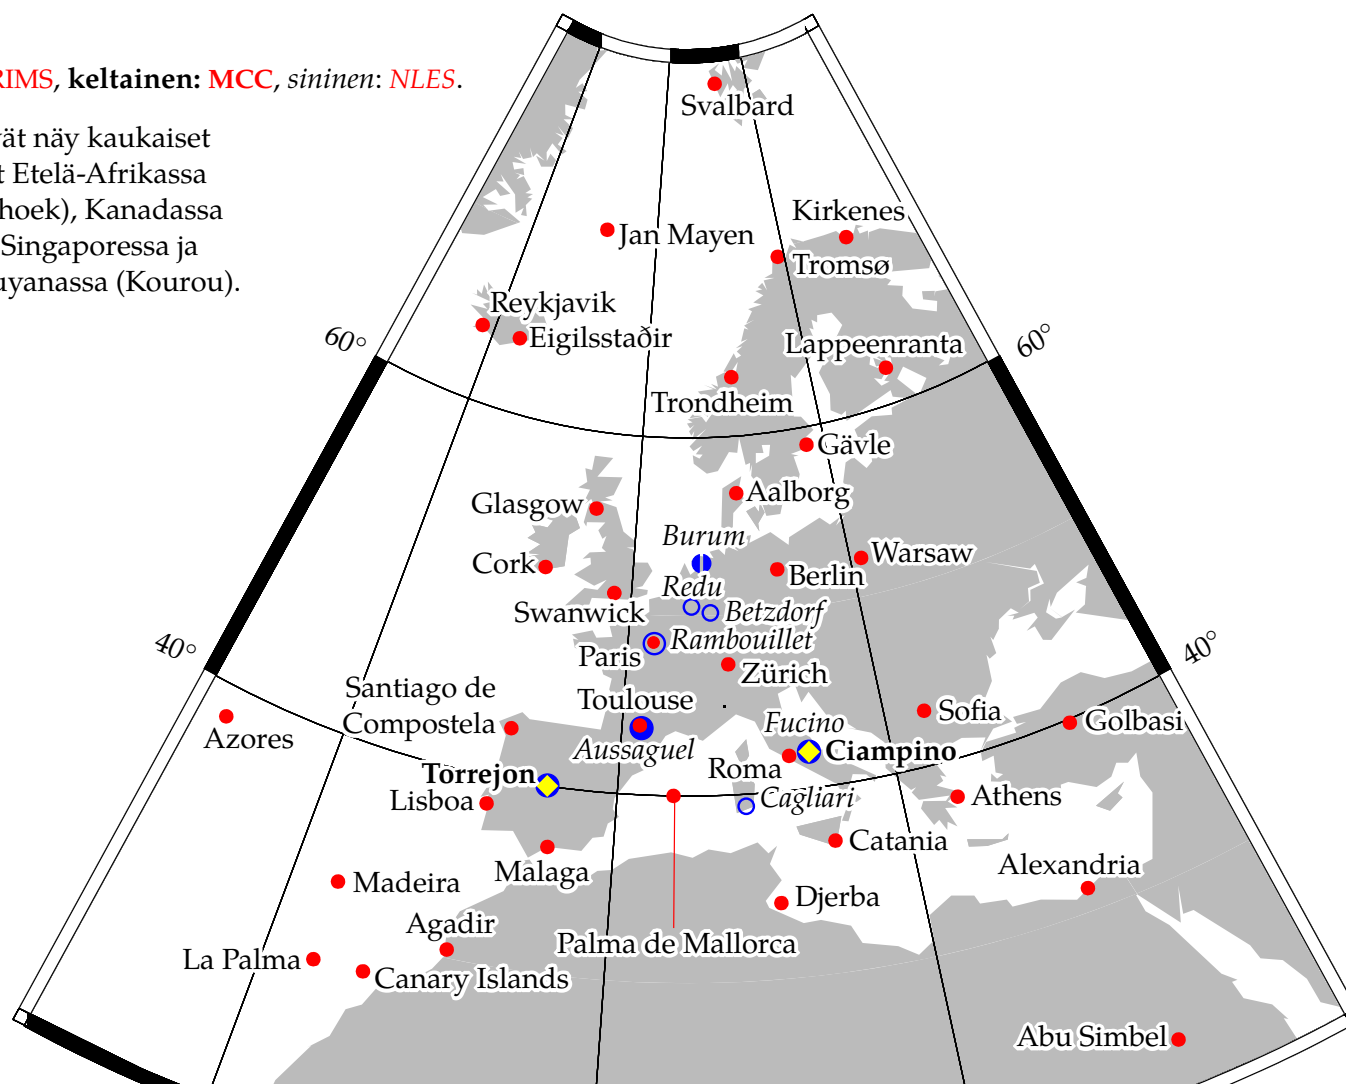 RIMS, keltainen: MCC, sininen: NLES.
vät näy kaukaiset
t Etelä-Afrikassa
hoek), Kanadassa
Singaporessa ja
uyanassa (Kourou).
Svalbard
Kirkenes
Jan Mayen
Tromsø
Reykjavik
Eigilsstaðir
60°
60°
Lappeenranta
Trondheim
Gävle
Glasgow
Aalborg
Burum
Cork
Warsaw
Berlin
Redu
Swanwick
Betzdorf
Rambouillet
Paris
Zürich
40°
40°
Santiago de
Compostela
Toulouse
Azores
Aussaguel
Fucino
Sofia
Golbasi
Ciampino
Roma
Torrejon
Lisboa
Cagliari
Athens
Catania
Malaga
Alexandria
Madeira
Djerba
Agadir
Palma de Mallorca
La Palma
Canary Islands
Abu Simbel